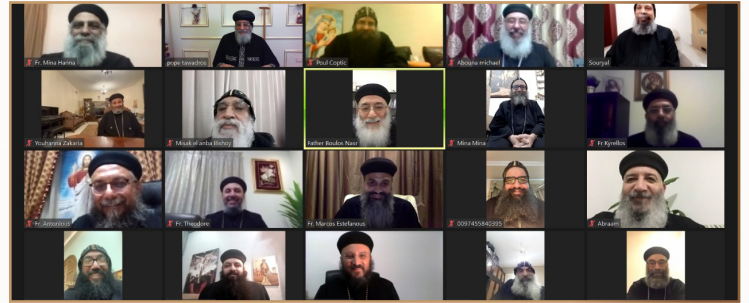 Fr. Mina Hanna
pope tawadros
Poul Coptic
Abouna michael
Souryal
Youhanna Zakaria
Misak el anba Bishoy
Father Boulos Nasr
Mina Mina
Fr Kyrellos
Fr. Antonious
Fr. Theodore
Fr. Marcos Estefanous
0097455840395
Abraam